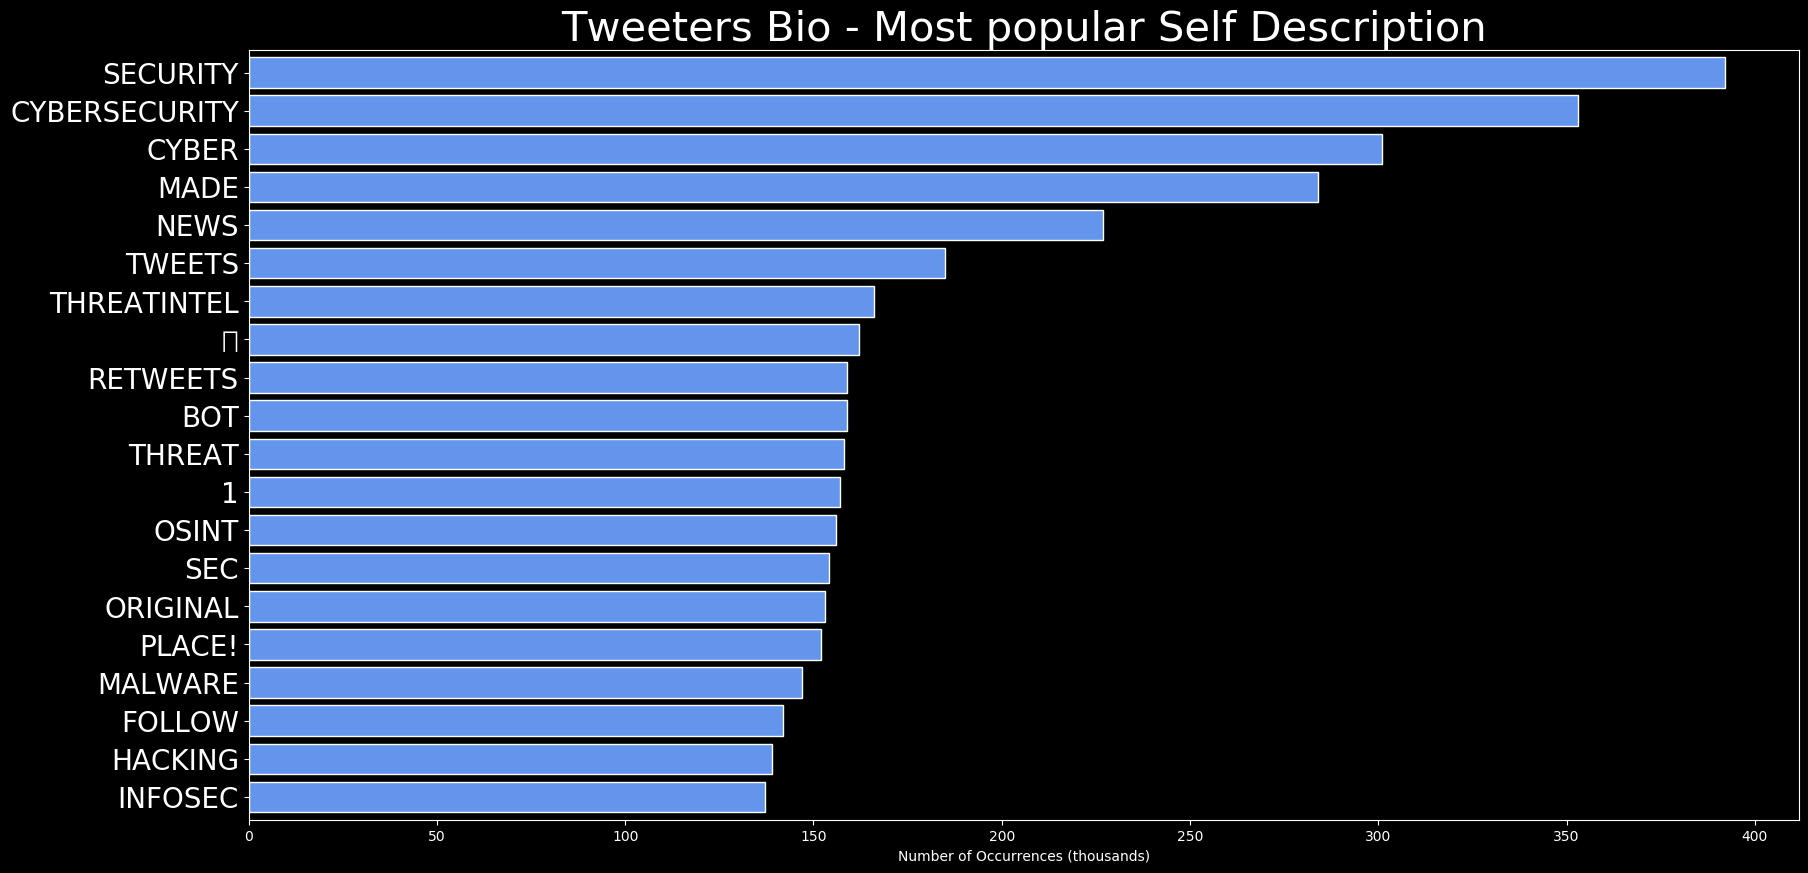 Tweeters Bio - Most popular Self Description
SECURITY
CYBERSECURITY
CYBER
MADE
NEWS
TWEETS
THREATINTEL
RETWEETS
BOT
THREAT
1
OSINT
SEC
ORIGINAL
PLACE!
MALWARE
FOLLOW
HACKING
INFOSEC
0 50 100 150 200 250 300 350 400
Number of Occurrences (thousands)